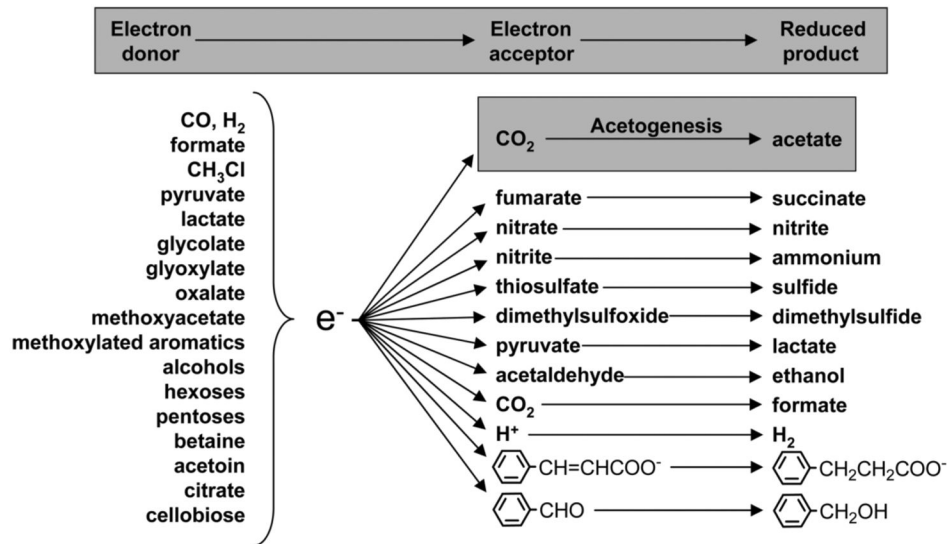 Electron donor
Electron acceptor
Reduced product
CO, H₂
formate
CH₃Cl
pyruvate
lactate
glycolate
glyoxylate
oxalate
methoxyacetate
methoxylated aromatics
alcohols
hexoses
pentoses
betaine
acetoin
citrate
cellobiose
e⁻
CO₂ Acetogenesis acetate
fumarate succinate
nitrate nitrite
nitrite ammonium
thiosulfate sulfide
dimethylsulfoxide dimethylsulfide
pyruvate lactate
acetaldehyde ethanol
CO₂ formate
H⁺ H₂
CH=CHCOO⁻ CH₂CH₂COO⁻
CHO CH₂OH